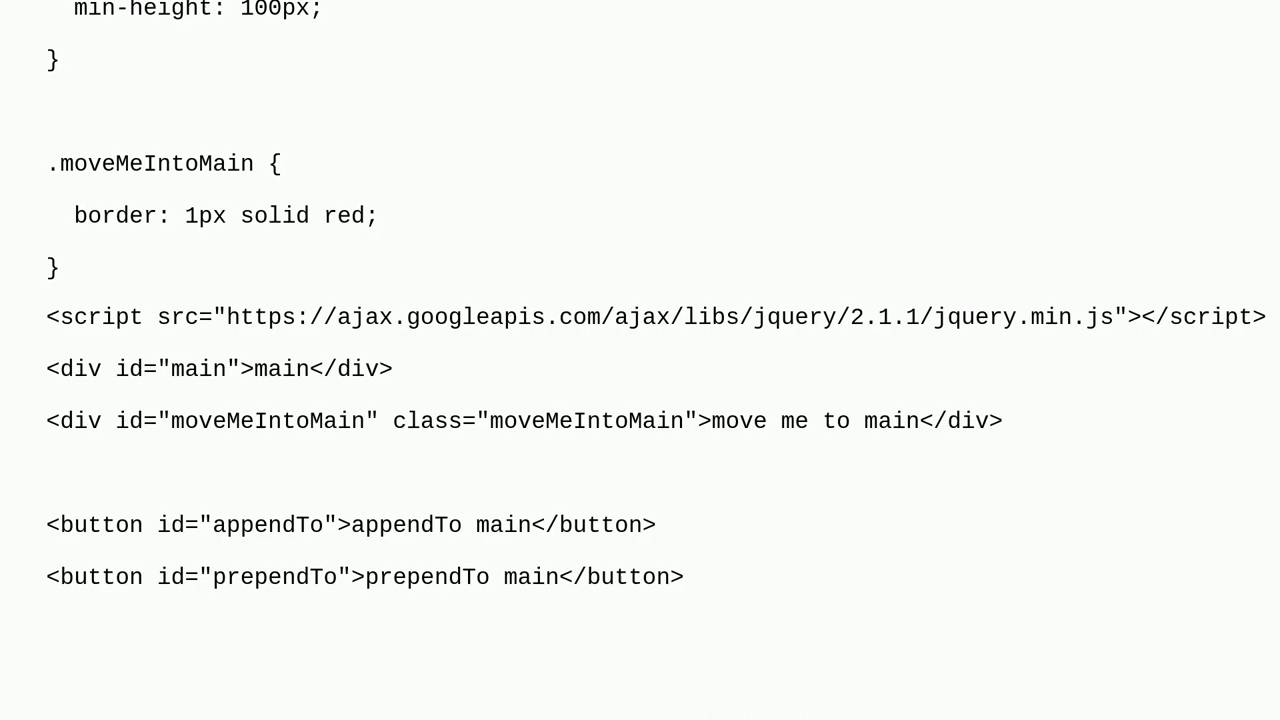 min-height: 100px;
}
.moveMeIntoMain {
border: 1px solid red;
}
<script src="https://ajax.googleapis.com/ajax/libs/jquery/2.1.1/jquery.min.js"></script>
<div id="main">main</div>
<div id="moveMeIntoMain" class="moveMeIntoMain">move me to main</div>
<button id="appendTo">appendTo main</button>
<button id="prependTo">prependTo main</button>